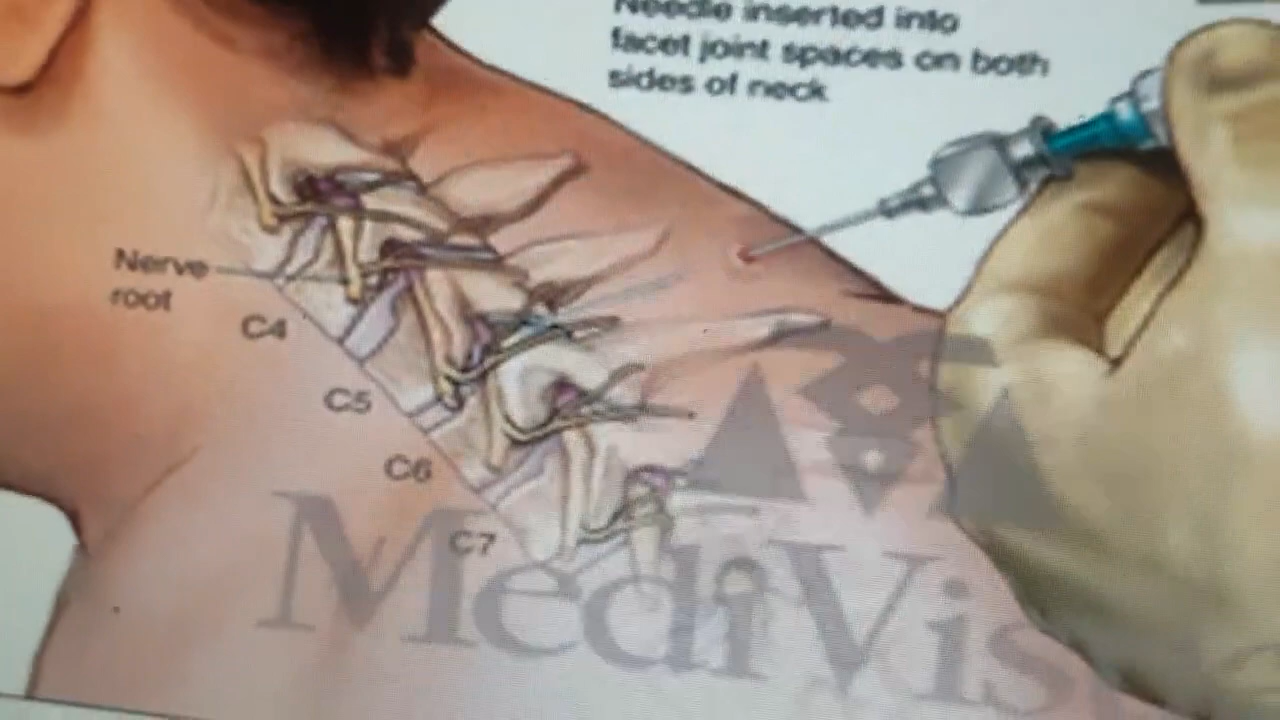 Needle inserted into
facet joint spaces on both
sides of neck
Nerve
root
C4
C5
C6
C7
MediVis